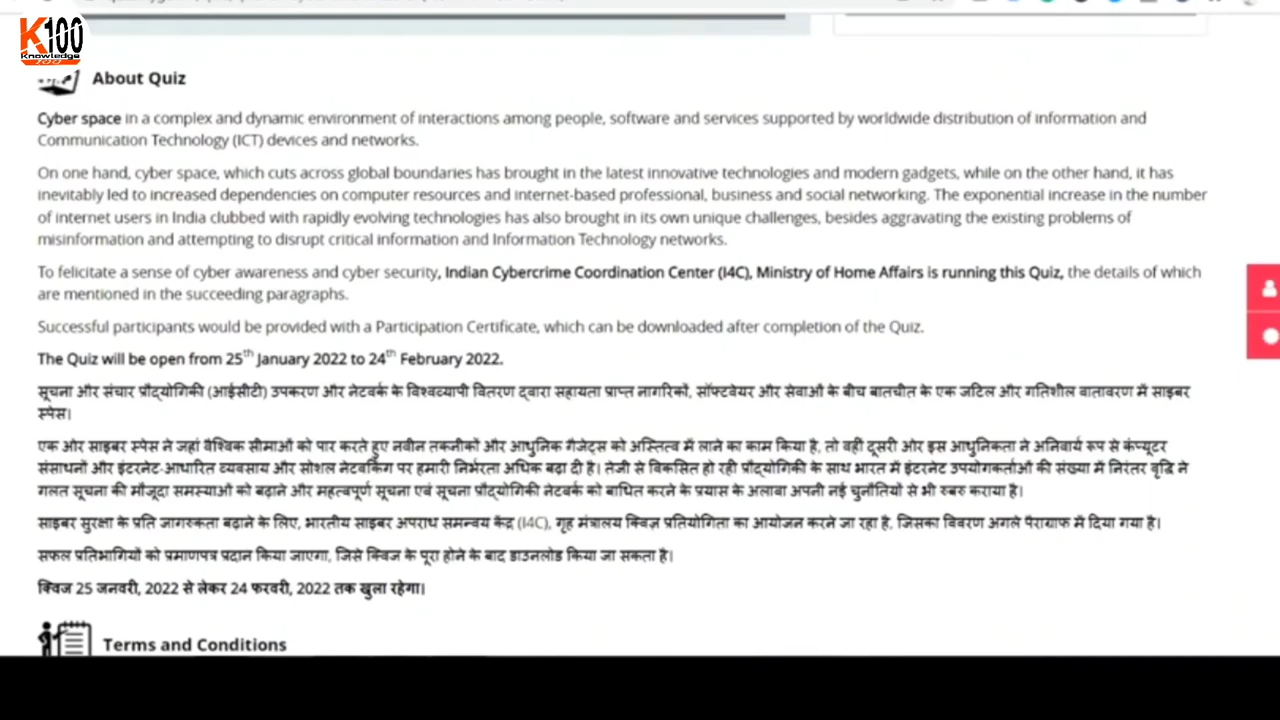 K100
Knowledge
100
About Quiz
Cyber space in a complex and dynamic environment of interactions among people, software and services supported by worldwide distribution of information and
Communication Technology (ICT) devices and networks.
On one hand, cyber space, which cuts across global boundaries has brought in the latest innovative technologies and modern gadgets, while on the other hand, it has
inevitably led to increased dependencies on computer resources and internet-based professional, business and social networking. The exponential increase in the number
of internet users in India clubbed with rapidly evolving technologies has also brought in its own unique challenges, besides aggravating the existing problems of
misinformation and attempting to disrupt critical information and Information Technology networks.
To felicitate a sense of cyber awareness and cyber security, Indian Cybercrime Coordination Center (I4C), Ministry of Home Affairs is running this Quiz, the details of which
are mentioned in the succeeding paragraphs.
Successful participants would be provided with a Participation Certificate, which can be downloaded after completion of the Quiz.
The Quiz will be open from 25th January 2022 to 24th February 2022.
सूचना और संचार प्रौद्योगिकी (आईसीटी) उपकरण और नेटवर्क के विश्वव्यापी वितरण द्वारा सहायता प्राप्त नागरिकों, सॉफ्टवेयर और सेवाओं के बीच बातचीत के एक जटिल और गतिशील वातावरण में साइबर
स्पेस।
एक ओर साइबर स्पेस ने जहां वैश्विक सीमाओं को पार करते हुए नवीन तकनीकों और आधुनिक गैजेट्स को अस्तित्व में लाने का काम किया है, तो वहीं दूसरी ओर इस आधुनिकता ने अनिवार्य रूप से कंप्यूटर
संसाधनों और इंटरनेट-आधारित व्यवसाय और सोशल नेटवर्किंग पर हमारी निर्भरता अधिक बढ़ा दी है। तेजी से विकसित हो रही प्रौद्योगिकी के साथ भारत में इंटरनेट उपयोगकर्ताओं की संख्या में निरंतर वृद्धि ने
गलत सूचना की मौजूदा समस्याओं को बढ़ाने और महत्वपूर्ण सूचना एवं सूचना प्रौद्योगिकी नेटवर्क को बाधित करने के प्रयास के अलावा अपनी नई चुनौतियों से भी रुबरु कराया है।
साइबर सुरक्षा के प्रति जागरुकता बढ़ाने के लिए, भारतीय साइबर अपराध समन्वय केंद्र (I4C), गृह मंत्रालय क्विज़ प्रतियोगिता का आयोजन करने जा रहा है, जिसका विवरण अगले पैराग्राफ में दिया गया है।
सफल प्रतिभागियों को प्रमाणपत्र प्रदान किया जाएगा, जिसे क्विज के पूरा होने के बाद डाउनलोड किया जा सकता है।
क्विज 25 जनवरी, 2022 से लेकर 24 फरवरी, 2022 तक खुला रहेगा।
Terms and Conditions